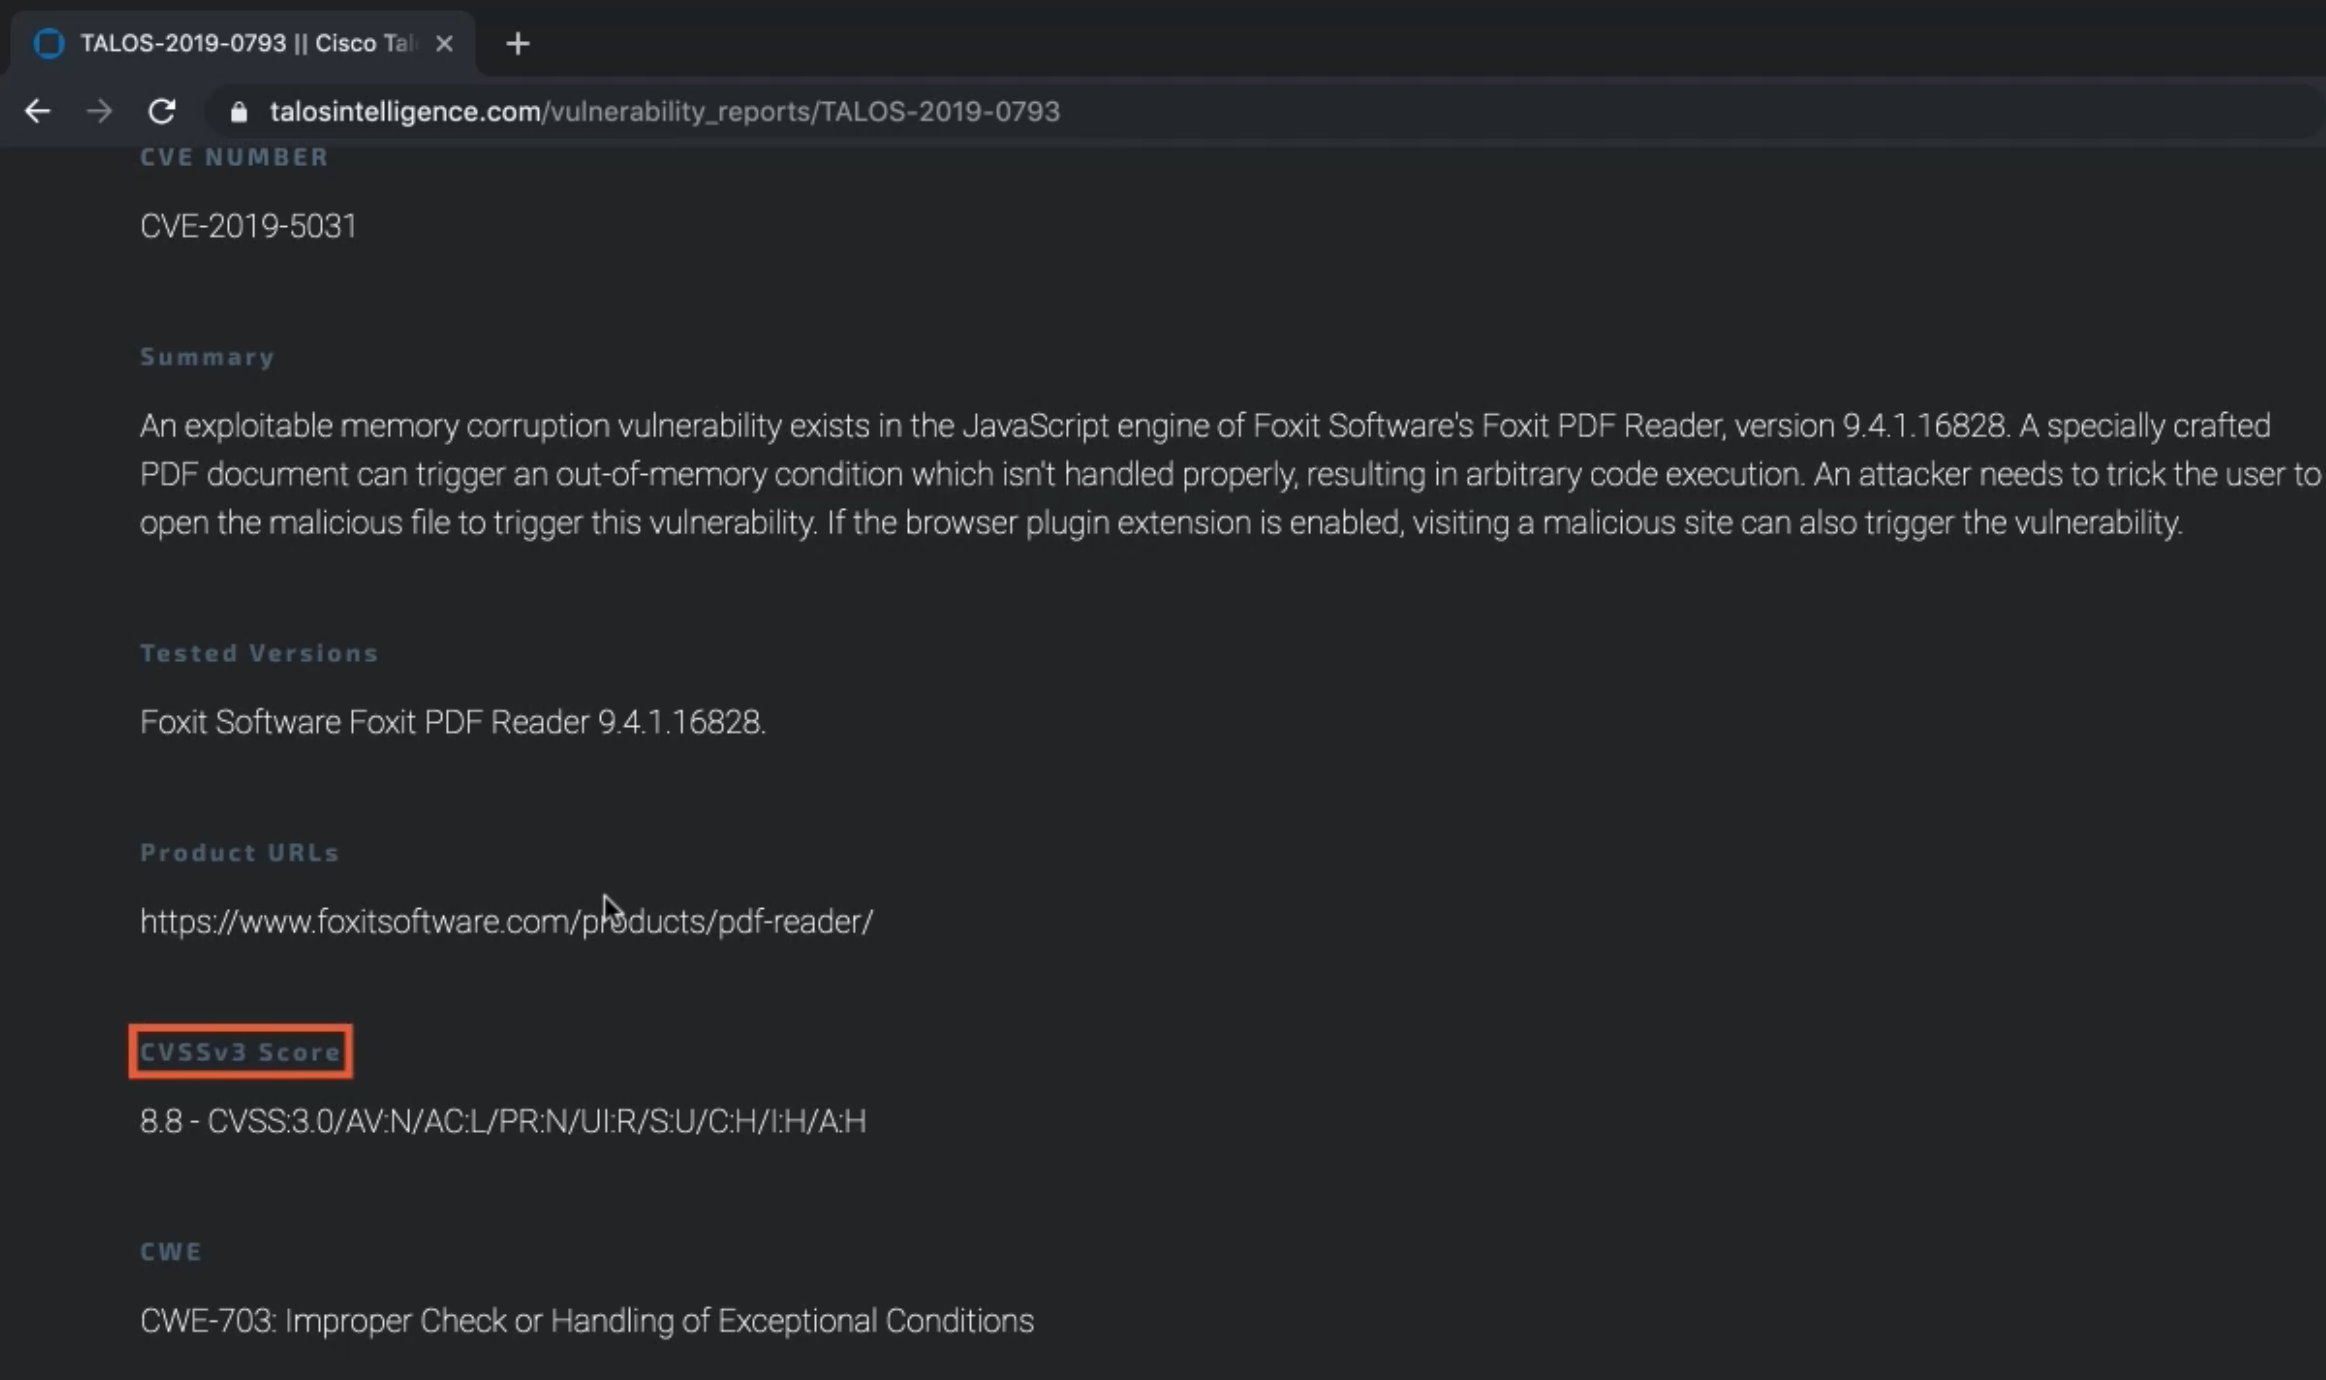 TALOS-2019-0793 || Cisco Tal
talosintelligence.com/vulnerability_reports/TALOS-2019-0793
CVE NUMBER
CVE-2019-5031
Summary
An exploitable memory corruption vulnerability exists in the JavaScript engine of Foxit Software's Foxit PDF Reader, version 9.4.1.16828. A specially crafted
PDF document can trigger an out-of-memory condition which isn't handled properly, resulting in arbitrary code execution. An attacker needs to trick the user to
open the malicious file to trigger this vulnerability. If the browser plugin extension is enabled, visiting a malicious site can also trigger the vulnerability.
Tested Versions
Foxit Software Foxit PDF Reader 9.4.1.16828.
Product URLs
https://www.foxitsoftware.com/products/pdf-reader/
CVSSv3 Score
8.8 - CVSS:3.0/AV:N/AC:L/PR:N/UI:R/S:U/C:H/I:H/A:H
CWE
CWE-703: Improper Check or Handling of Exceptional Conditions